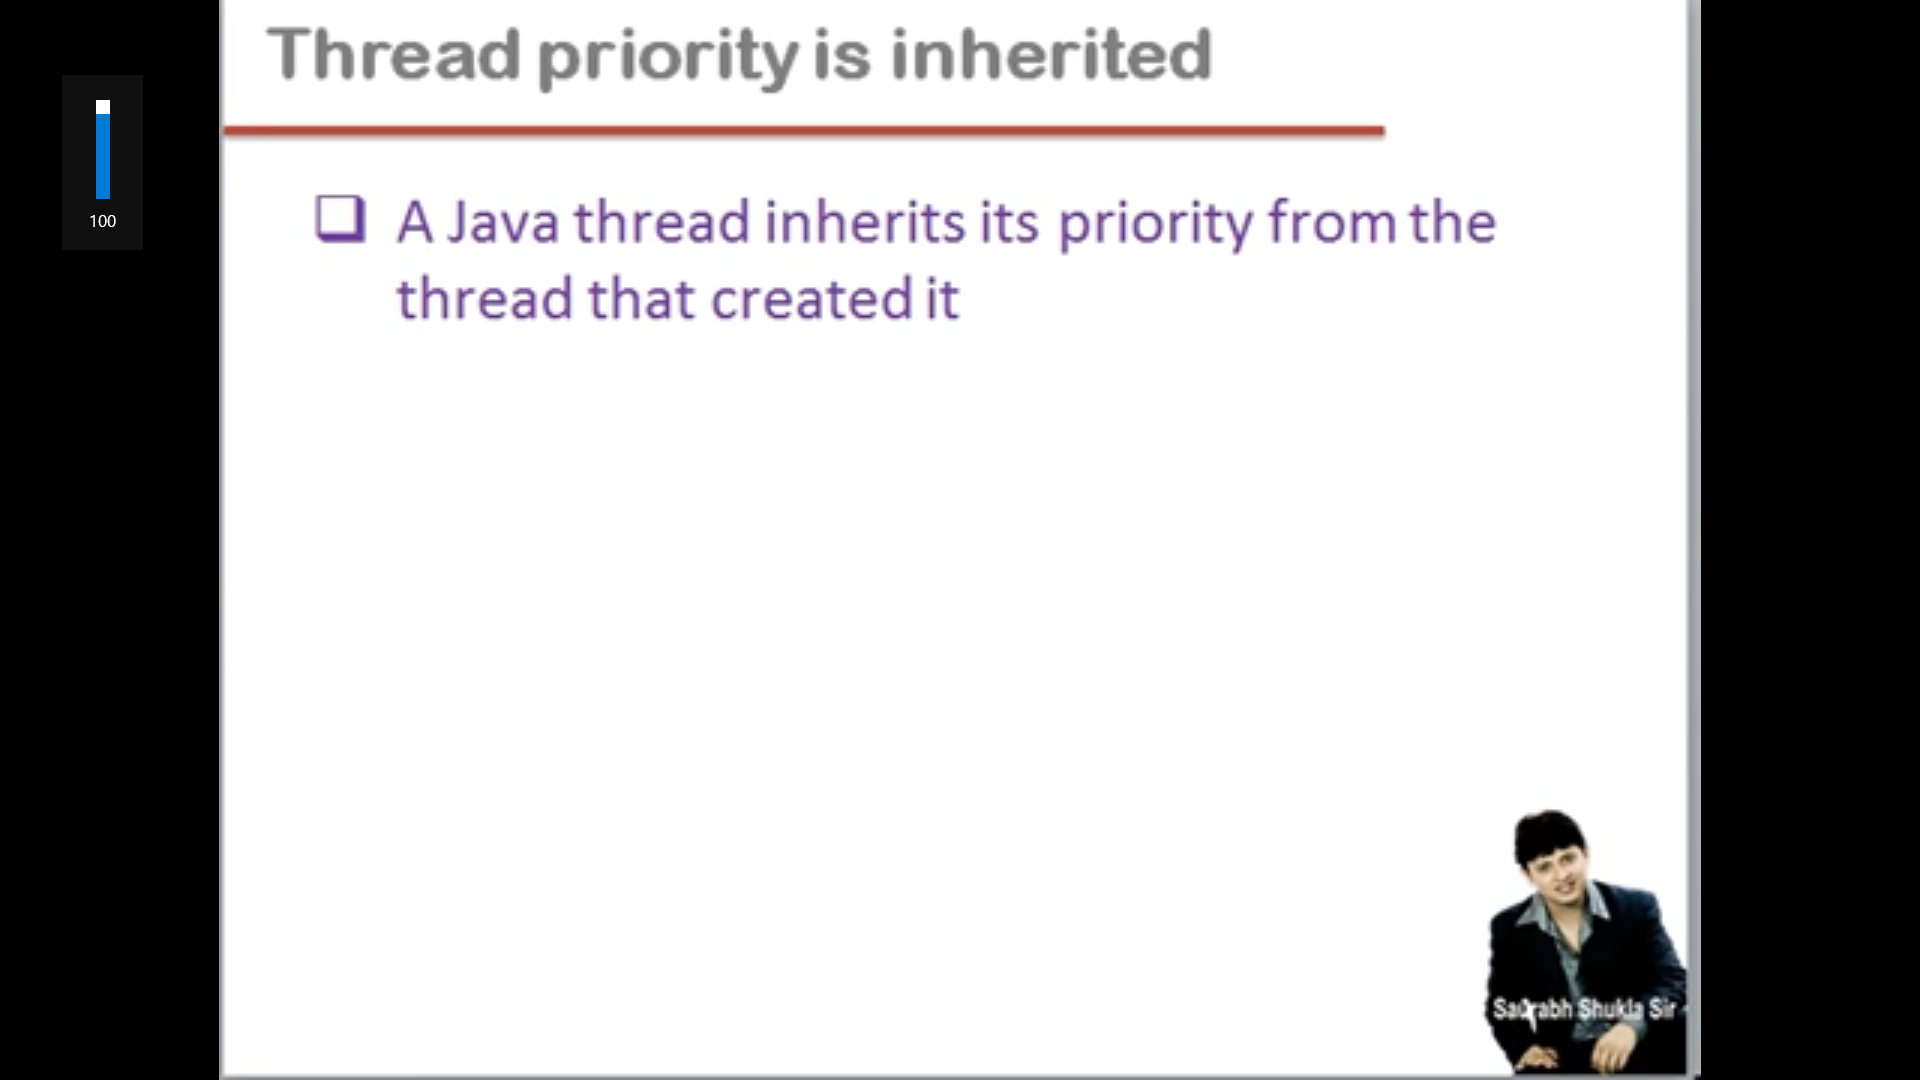 Thread priority is inherited
100
A Java thread inherits its priority from the
thread that created it
Saurabh Shukla Sir